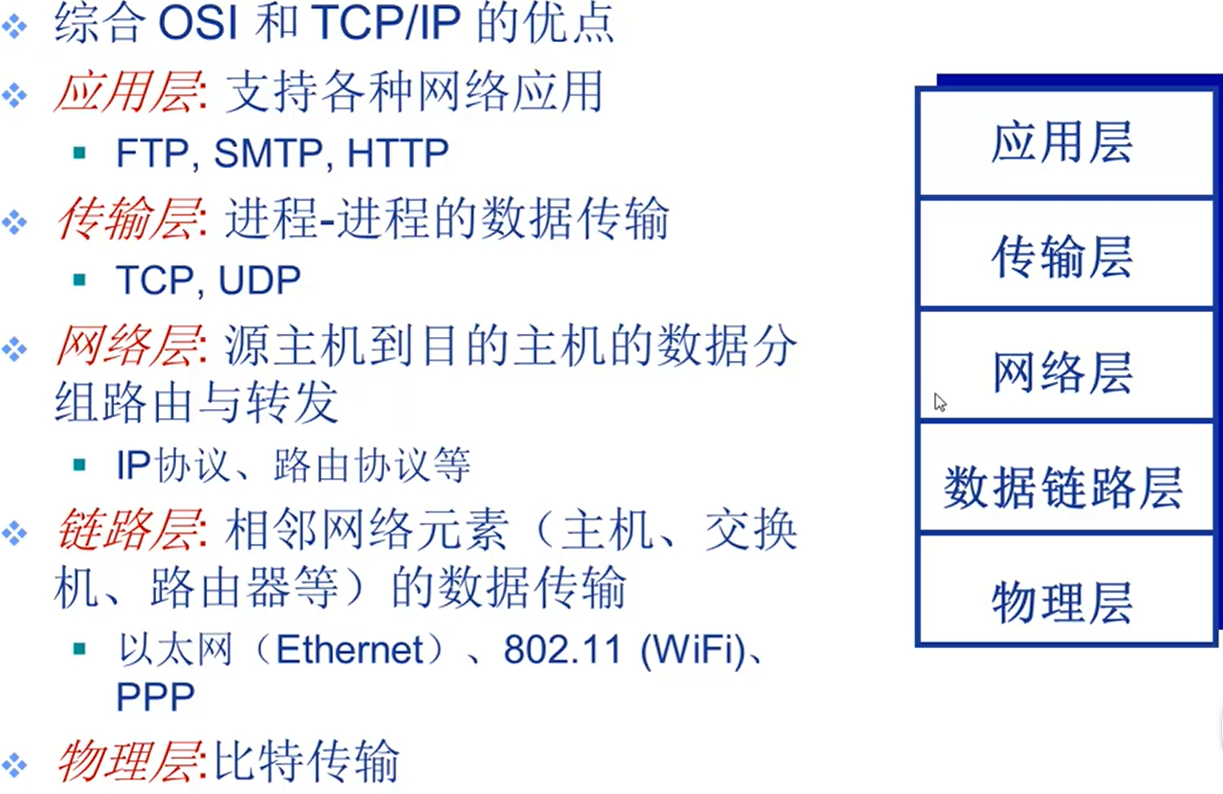 综合 OSI 和 TCP/IP 的优点
应用层: 支持各种网络应用
FTP, SMTP, HTTP
传输层: 进程-进程的数据传输
TCP, UDP
网络层: 源主机到目的主机的数据分
组路由与转发
IP协议、路由协议等
链路层: 相邻网络元素（主机、交换
机、路由器等）的数据传输
以太网（Ethernet）、802.11 (WiFi)、
PPP
物理层:比特传输
应用层
传输层
网络层
数据链路层
物理层